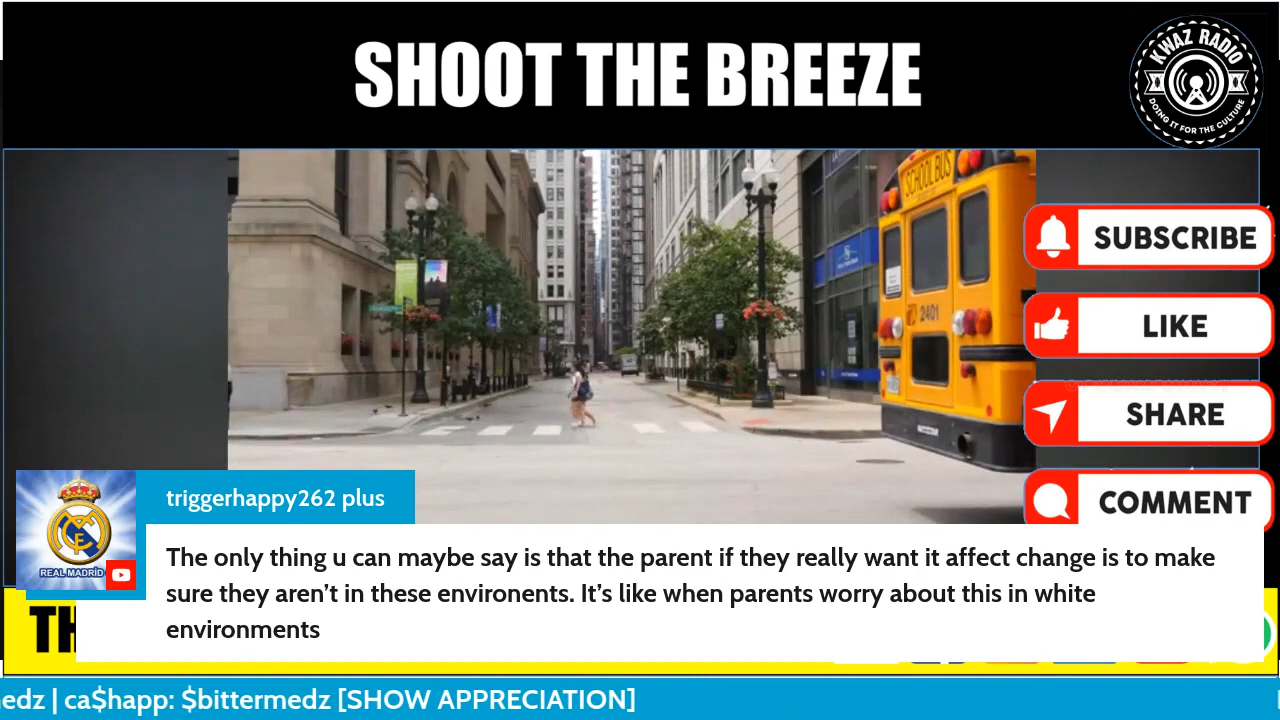 SHOOT THE BREEZE
KWAZ RADIO
DOING IT FOR THE CULTURE
SCHOOL BUS
2401
SUBSCRIBE
LIKE
SHARE
COMMENT
triggerhappy262 plus
REAL MADRID
The only thing u can maybe say is that the parent if they really want it affect change is to make
sure they aren’t in these environents. It’s like when parents worry about this in white
environments
TH
edz | ca$happ: $bittermedz [SHOW APPRECIATION]